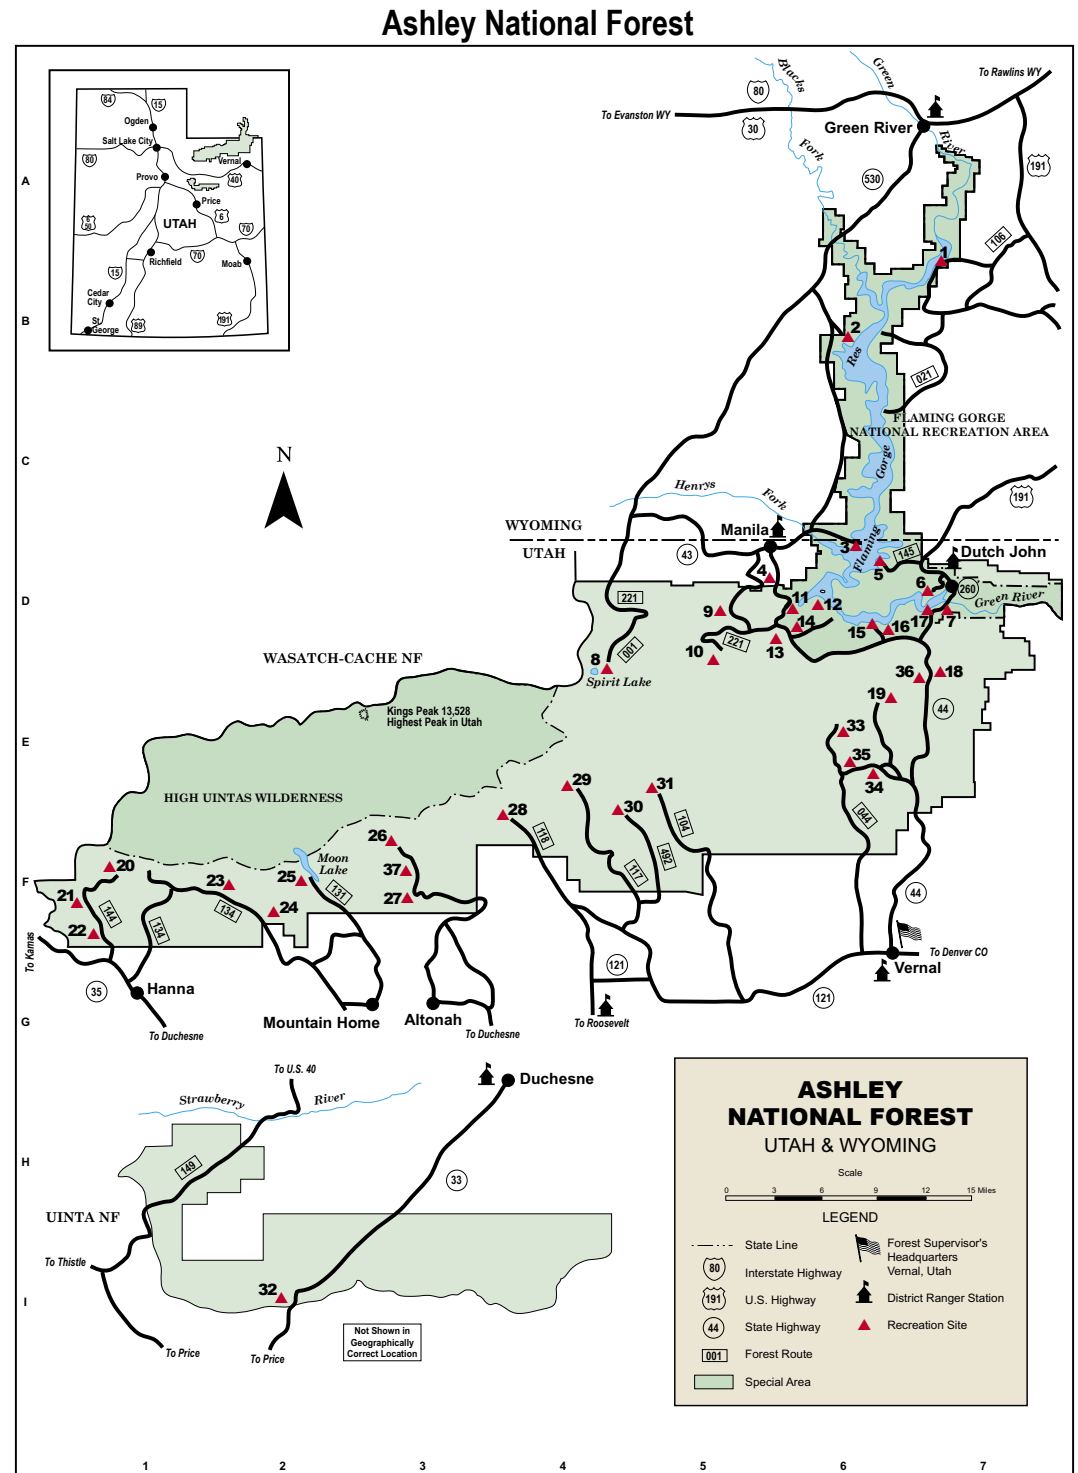 Ashley National Forest
84
15
Ogden
Salt Lake City
80
Vernal
40
Provo
Price
6
6
50
UTAH
70
70
Richfield
Moab
15
Cedar
City
St
George
89
191
A
B
C
D
E
F
G
H
I
1
2
3
4
5
6
7
Blacks
Fork
Green
River
To Rawlins WY
80
To Evanston WY
30
Green River
191
530
106
1
2
Res
021
FLAMING GORGE
NATIONAL RECREATION AREA
Gorge
N
Henrys
Fork
191
WYOMING
Manila
UTAH
43
3
Flaming
145
Dutch John
5
4
6
260
221
Green River
9
11
12
14
17
7
15
16
221
13
10
001
8
Spirit Lake
WASATCH-CACHE NF
36
18
19
44
Kings Peak 13,528
Highest Peak in Utah
33
35
34
HIGH UINTAS WILDERNESS
29
31
28
30
044
104
118
26
492
Moon
Lake
20
37
117
23
25
131
21
27
44
144
134
24
22
134
To Kamas
To Denver CO
Vernal
121
35
Hanna
121
Mountain Home
Altonah
To Roosevelt
To Duchesne
To Duchesne
To U.S. 40
Duchesne
Strawberry
River
149
33
UINTA NF
To Thistle
32
To Price
To Price
Not Shown in
Geographically
Correct Location
ASHLEY
NATIONAL FOREST
UTAH & WYOMING
Scale
0 3 6 9 12 15 Miles
LEGEND
State Line
80 Interstate Highway
191 U.S. Highway
44 State Highway
001 Forest Route
Special Area
Forest Supervisor's
Headquarters
Vernal, Utah
District Ranger Station
Recreation Site